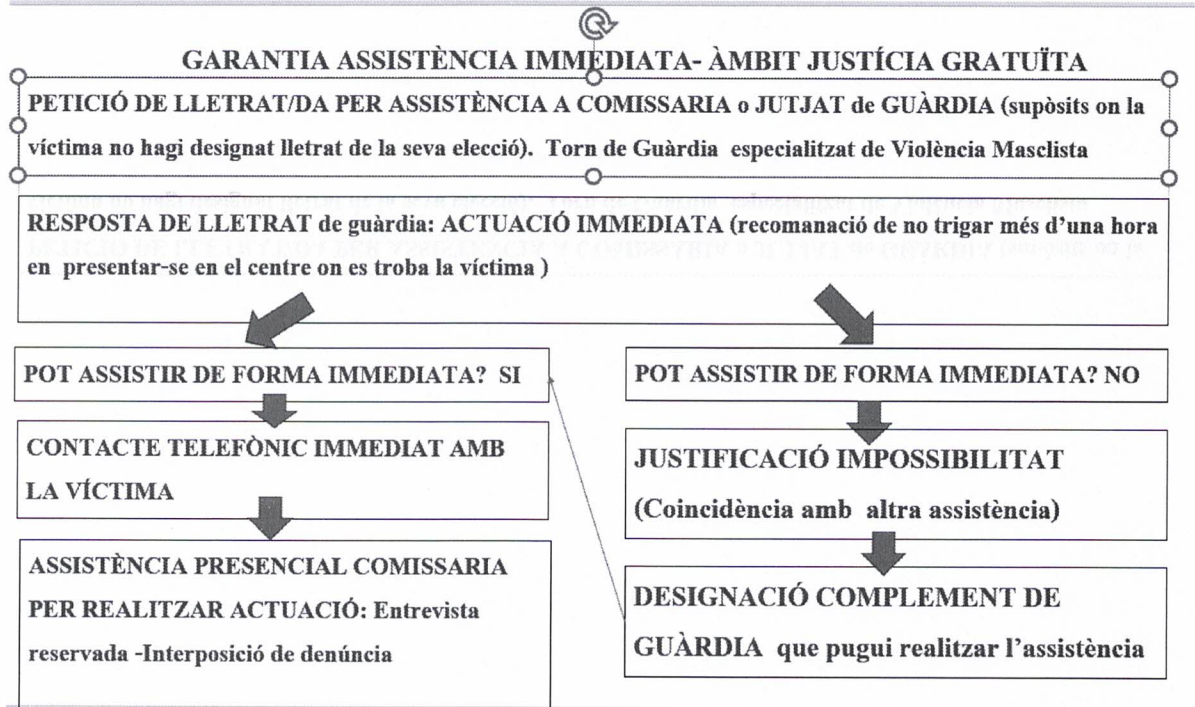 GARANTIA ASSISTÈNCIA IMMEDIATA- ÀMBIT JUSTÍCIA GRATUÏTA
PETICIÓ DE LLETRAT/DA PER ASSISTÈNCIA A COMISSARIA o JUTJAT de GUÀRDIA (supòsits on la
víctima no hagi designat lletrat de la seva elecció). Torn de Guàrdia especialitzat de Violència Masclista
RESPOSTA DE LLETRAT de guàrdia: ACTUACIÓ IMMEDIATA (recomanació de no trigar més d'una hora
en presentar-se en el centre on es troba la víctima )
POT ASSISTIR DE FORMA IMMEDIATA? SI
CONTACTE TELEFÒNIC IMMEDIAT AMB
LA VÍCTIMA
ASSISTÈNCIA PRESENCIAL COMISSARIA
PER REALITZAR ACTUACIÓ: Entrevista
reservada -Interposició de denúncia
POT ASSISTIR DE FORMA IMMEDIATA? NO
JUSTIFICACIÓ IMPOSSIBILITAT
(Coincidència amb altra assistència)
DESIGNACIÓ COMPLEMENT DE
GUÀRDIA que pugui realitzar l'assistència